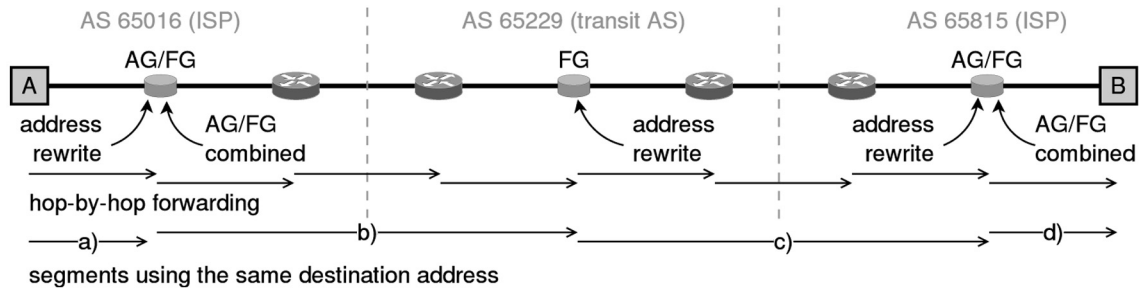 AS 65016 (ISP)
AS 65229 (transit AS)
AS 65815 (ISP)
AG/FG
FG
AG/FG
A
B
address
rewrite
AG/FG
combined
address
rewrite
address
rewrite
AG/FG
combined
hop-by-hop forwarding
a)
b)
c)
d)
segments using the same destination address